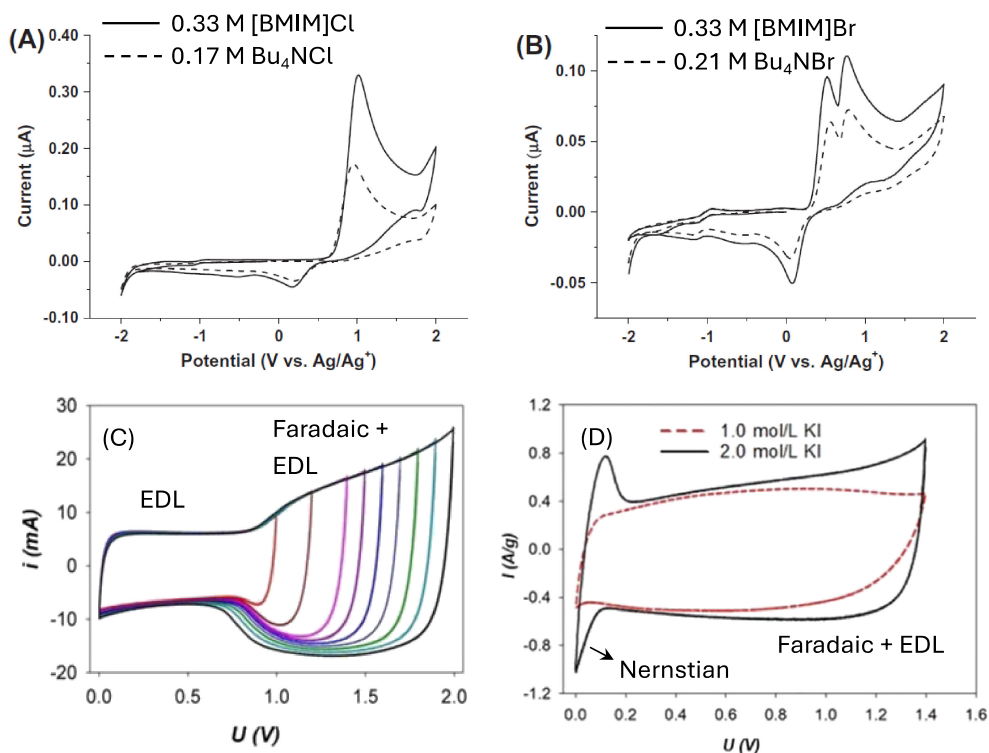 (A)
0.33 M [BMIM]Cl
0.17 M Bu₄NCl
0.40
0.30
0.20
0.10
0.00
-0.10
Current (μA)
-2 -1 0 1 2
Potential (V vs. Ag/Ag⁺)
(B)
0.33 M [BMIM]Br
0.21 M Bu₄NBr
0.10
0.05
0.00
-0.05
Current (μA)
-2 -1 0 1 2
Potential (V vs. Ag/Ag⁺)
(C)
EDL
Faradaic +
EDL
30
20
10
0
-10
-20
i (mA)
0.0 0.5 1.0 1.5 2.0
U (V)
(D)
1.0 mol/L KI
2.0 mol/L KI
1.2
0.8
0.4
0.0
-0.4
-0.8
-1.2
I (A/g)
Faradaic + EDL
Nernstian
0.0 0.2 0.4 0.6 0.8 1.0 1.2 1.4 1.6
U (V)